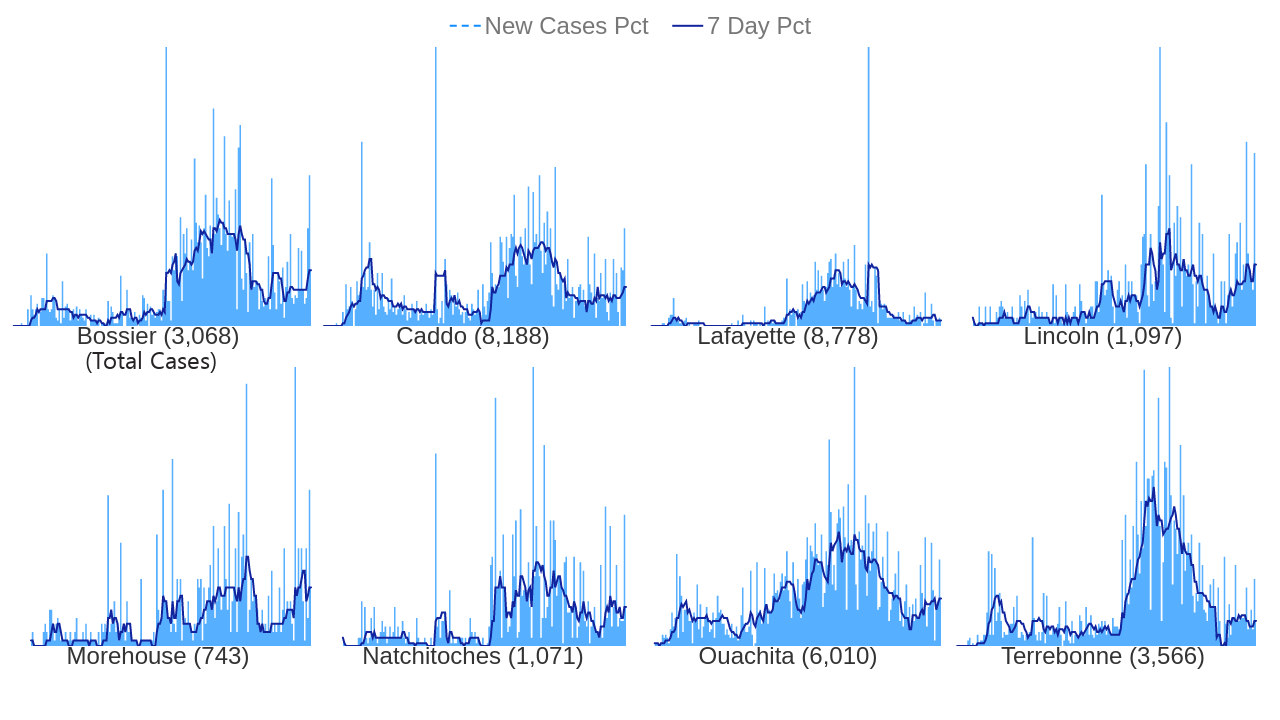 New Cases Pct 7 Day Pct
Bossier (3,068) Caddo (8,188) Lafayette (8,778) Lincoln (1,097)
(Total Cases)
Morehouse (743) Natchitoches (1,071) Ouachita (6,010) Terrebonne (3,566)